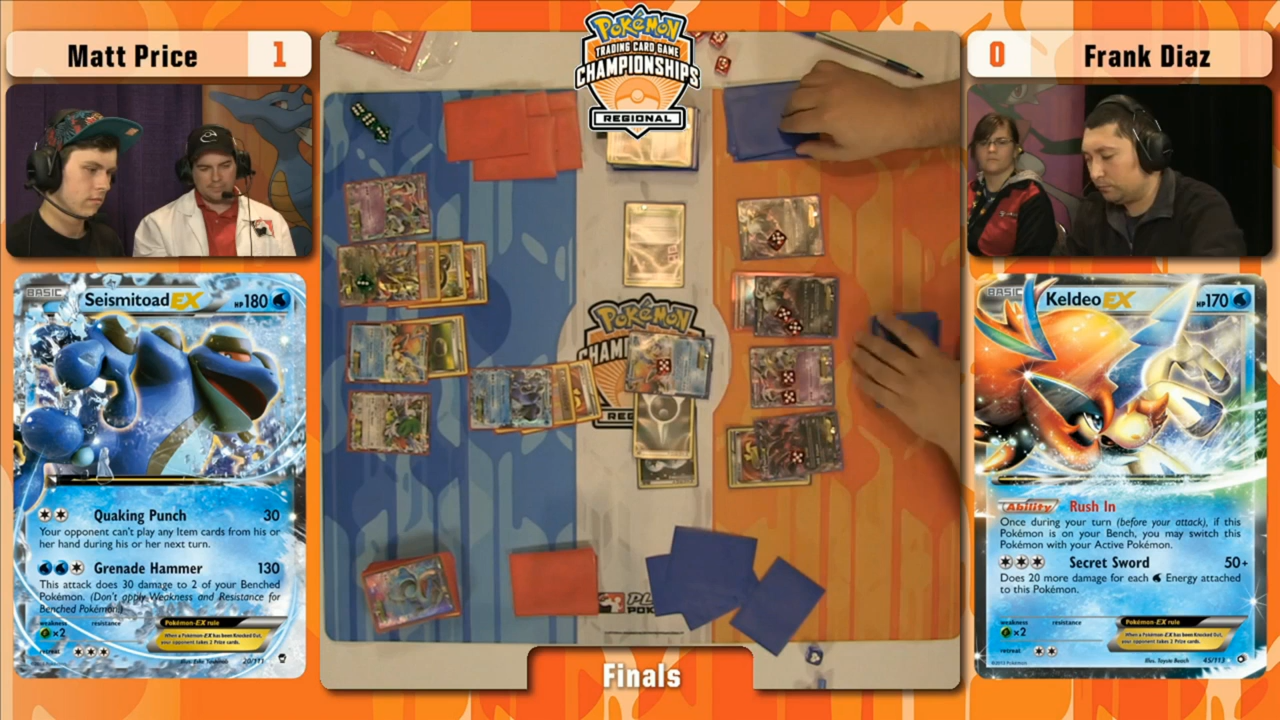 Matt Price 1
Pokémon
TRADING CARD GAME
CHAMPIONSHIPS
REGIONAL
0 Frank Diaz
BASIC
Seismitoad EX HP180
Quaking Punch 30
Your opponent can't play any Item cards from his or
her hand during his or her next turn.
Grenade Hammer 130
This attack does 30 damage to 2 of your Benched
Pokémon. (Don't apply Weakness and Resistance for
Benched Pokémon.)
weakness resistance
×2
Pokémon-EX rule
When a Pokémon-EX has been Knocked Out,
your opponent takes 2 Prize cards.
retreat
20/111
Pokémon
CHAM
REG
BASIC
Keldeo EX HP170
Ability Rush In
Once during your turn (before your attack), if this
Pokémon is on your Bench, you may switch this
Pokémon with your Active Pokémon.
Secret Sword 50+
Does 20 more damage for each Energy attached
to this Pokémon.
weakness resistance
×2
Pokémon-EX rule
When a Pokémon-EX has been Knocked Out,
your opponent takes 2 Prize cards.
retreat
45/113
Finals